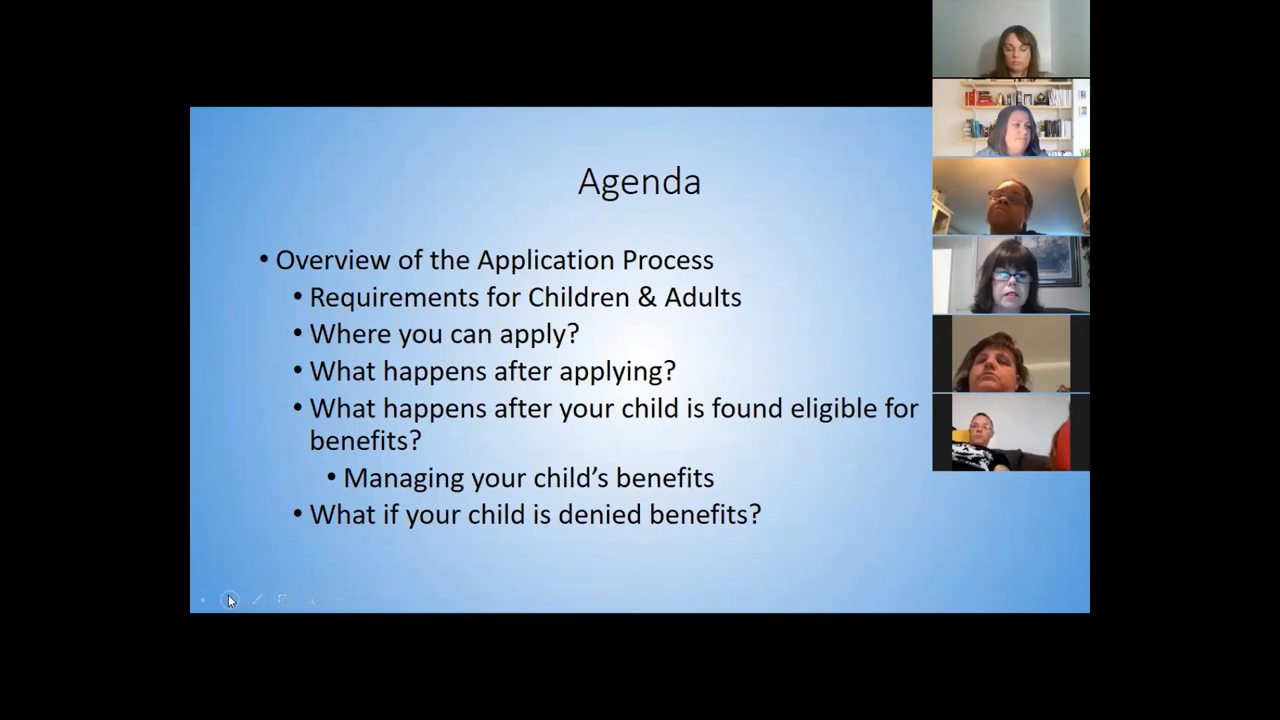 Agenda
• Overview of the Application Process
• Requirements for Children & Adults
• Where you can apply?
• What happens after applying?
• What happens after your child is found eligible for
benefits?
• Managing your child’s benefits
• What if your child is denied benefits?